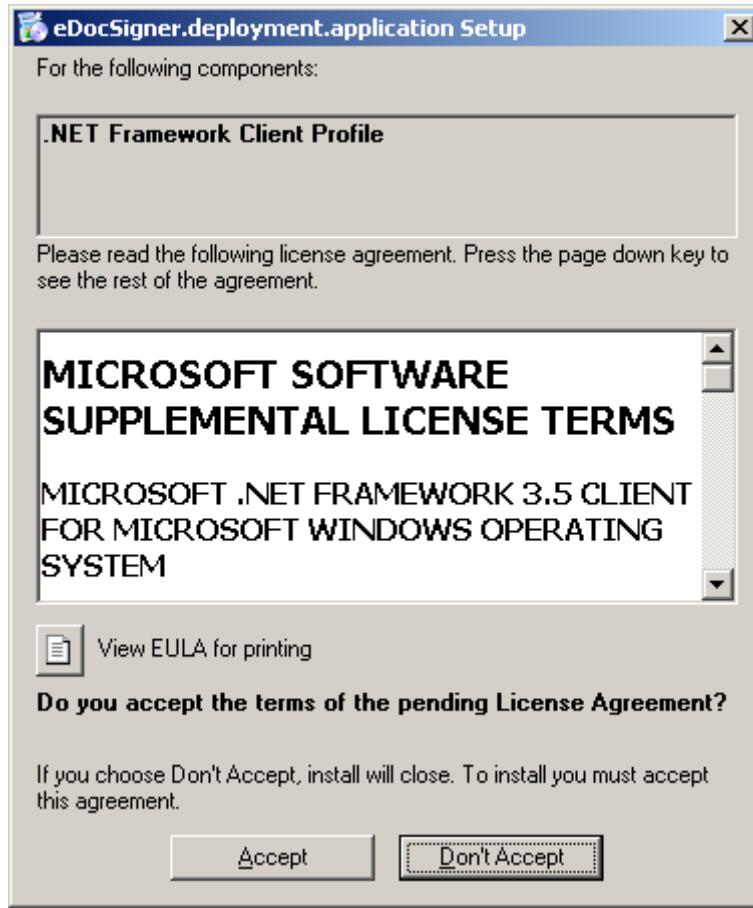 eDocSigner.deployment.application Setup
For the following components:
.NET Framework Client Profile
Please read the following license agreement. Press the page down key to
see the rest of the agreement.
MICROSOFT SOFTWARE
SUPPLEMENTAL LICENSE TERMS
MICROSOFT .NET FRAMEWORK 3.5 CLIENT
FOR MICROSOFT WINDOWS OPERATING
SYSTEM
View EULA for printing
Do you accept the terms of the pending License Agreement?
If you choose Don't Accept, install will close. To install you must accept
this agreement.
Accept
Don't Accept